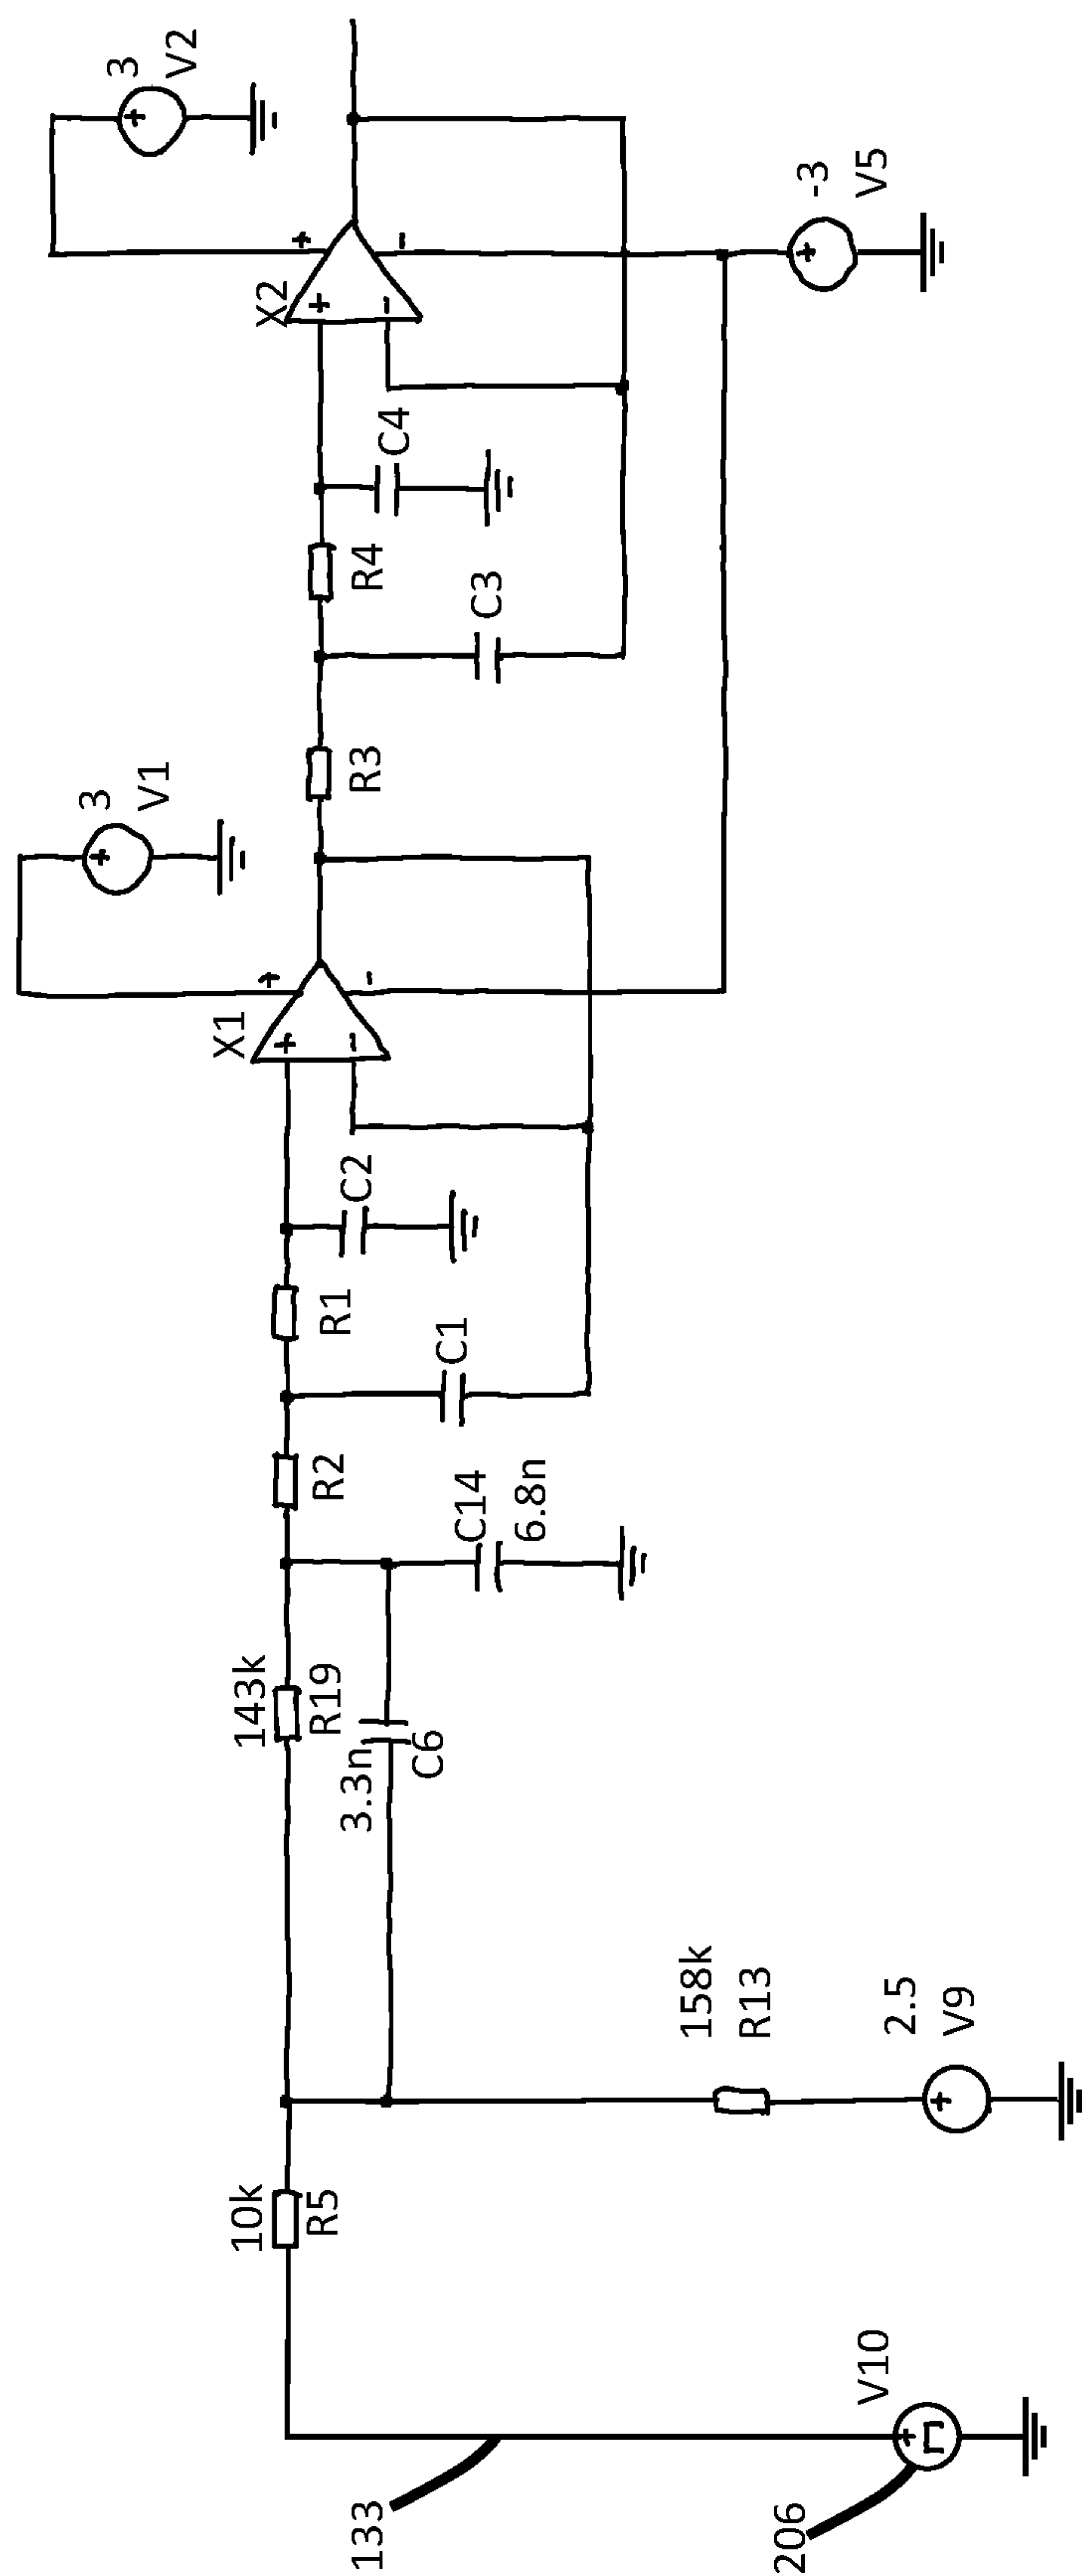 133
206
V10
10k
R5
158k
R13
2.5
V9
143k
R19
3.3n
C6
C14
6.8n
R2
C1
R1
C2
X1
+
-
+
-
3
V1
+
R3
C3
R4
C4
X2
+
-
+
-
3
V2
+
-3
V5
+
+
+